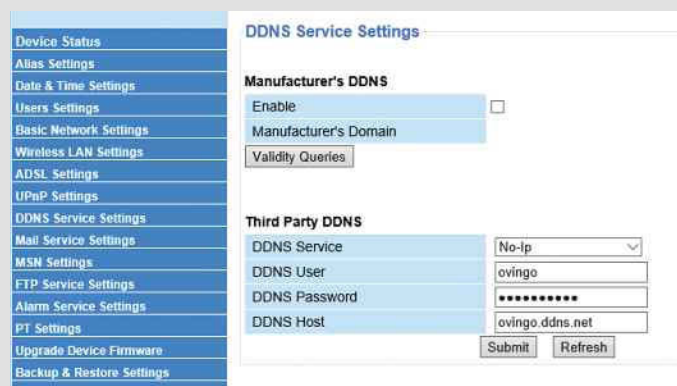 Device Status
Alias Settings
Date & Time Settings
Users Settings
Basic Network Settings
Wireless LAN Settings
ADSL Settings
UPnP Settings
DDNS Service Settings
Mail Service Settings
MSN Settings
FTP Service Settings
Alarm Service Settings
PT Settings
Upgrade Device Firmware
Backup & Restore Settings
DDNS Service Settings
Manufacturer's DDNS
Enable
Manufacturer's Domain
Validity Queries
Third Party DDNS
DDNS Service No-Ip
DDNS User ovingo
DDNS Password ••••••••••
DDNS Host ovingo.ddns.net
Submit Refresh